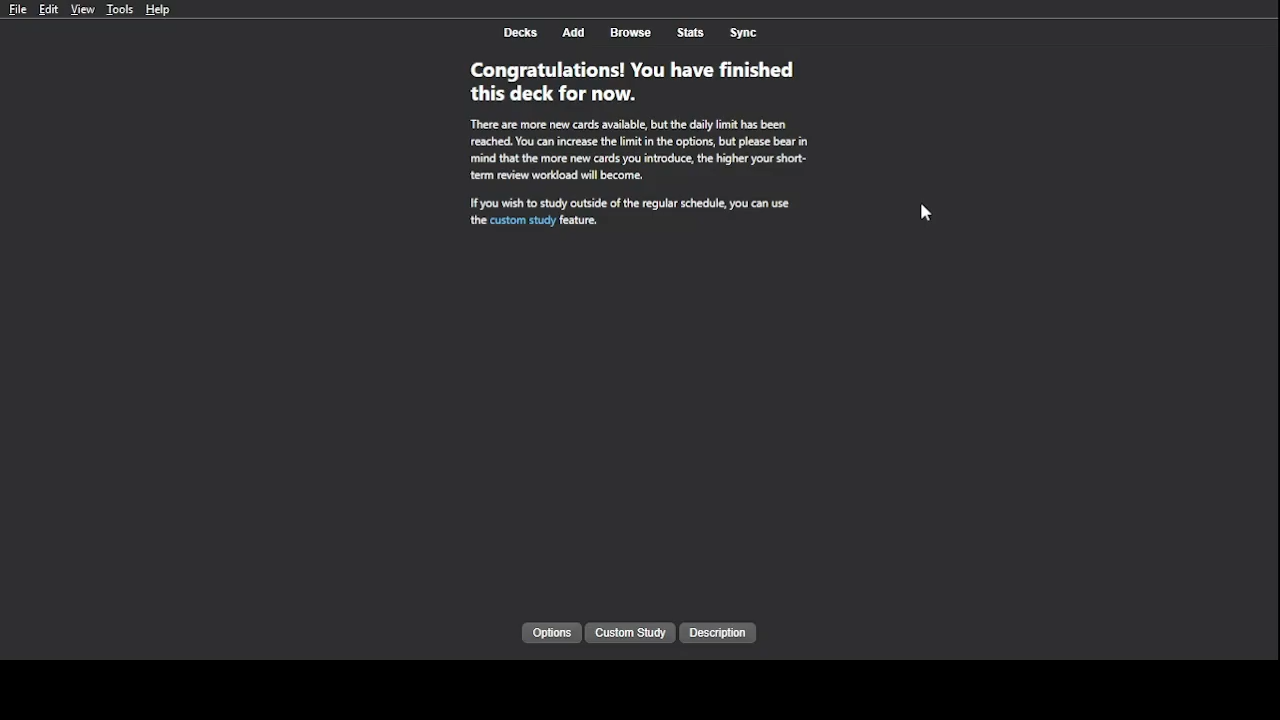 File Edit View Tools Help
Decks Add Browse Stats Sync
Congratulations! You have finished
this deck for now.
There are more new cards available, but the daily limit has been
reached. You can increase the limit in the options, but please bear in
mind that the more new cards you introduce, the higher your short-
term review workload will become.
If you wish to study outside of the regular schedule, you can use
the custom study feature.
Options Custom Study Description